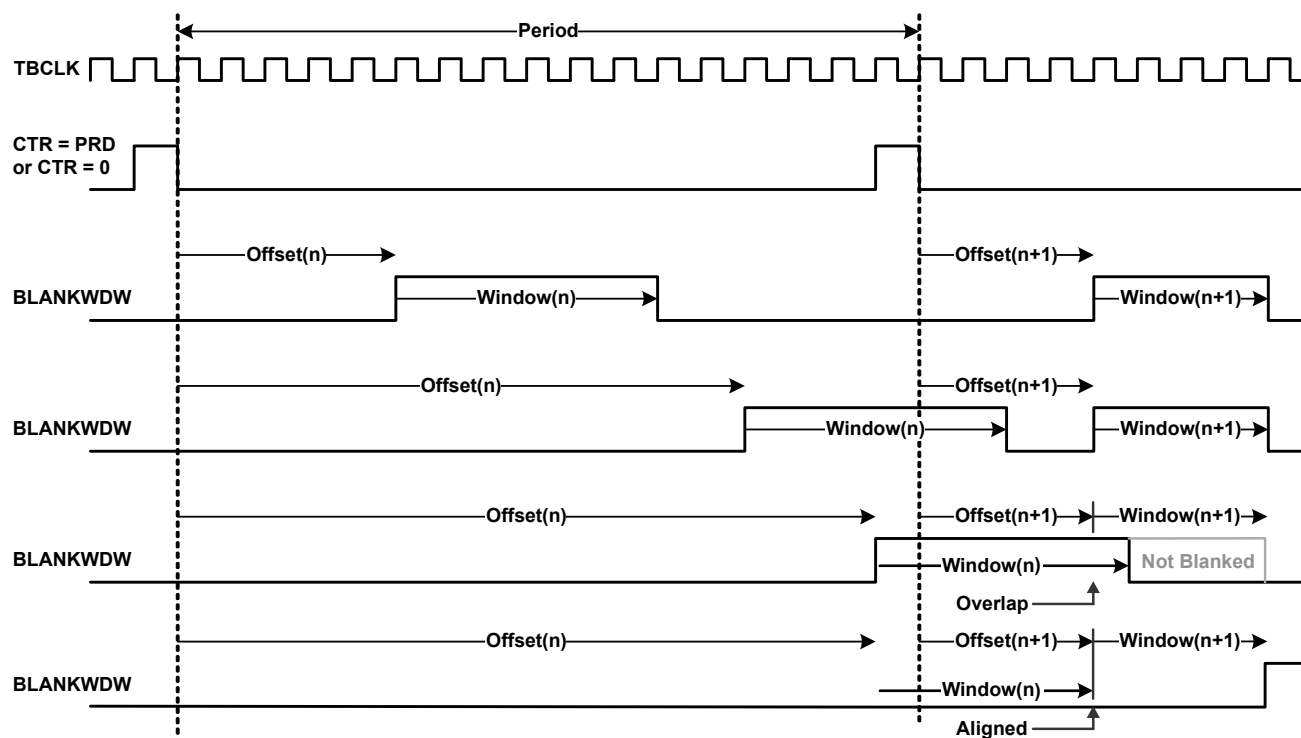 Period
TBCLK
CTR = PRD
or CTR = 0
Offset(n)
Offset(n+1)
BLANKWDW
Window(n)
Window(n+1)
Offset(n)
Offset(n+1)
BLANKWDW
Window(n)
Window(n+1)
Offset(n)
Offset(n+1)
Window(n+1)
BLANKWDW
Window(n)
Not Blanked
Overlap
Offset(n)
Offset(n+1)
Window(n+1)
BLANKWDW
Window(n)
Aligned